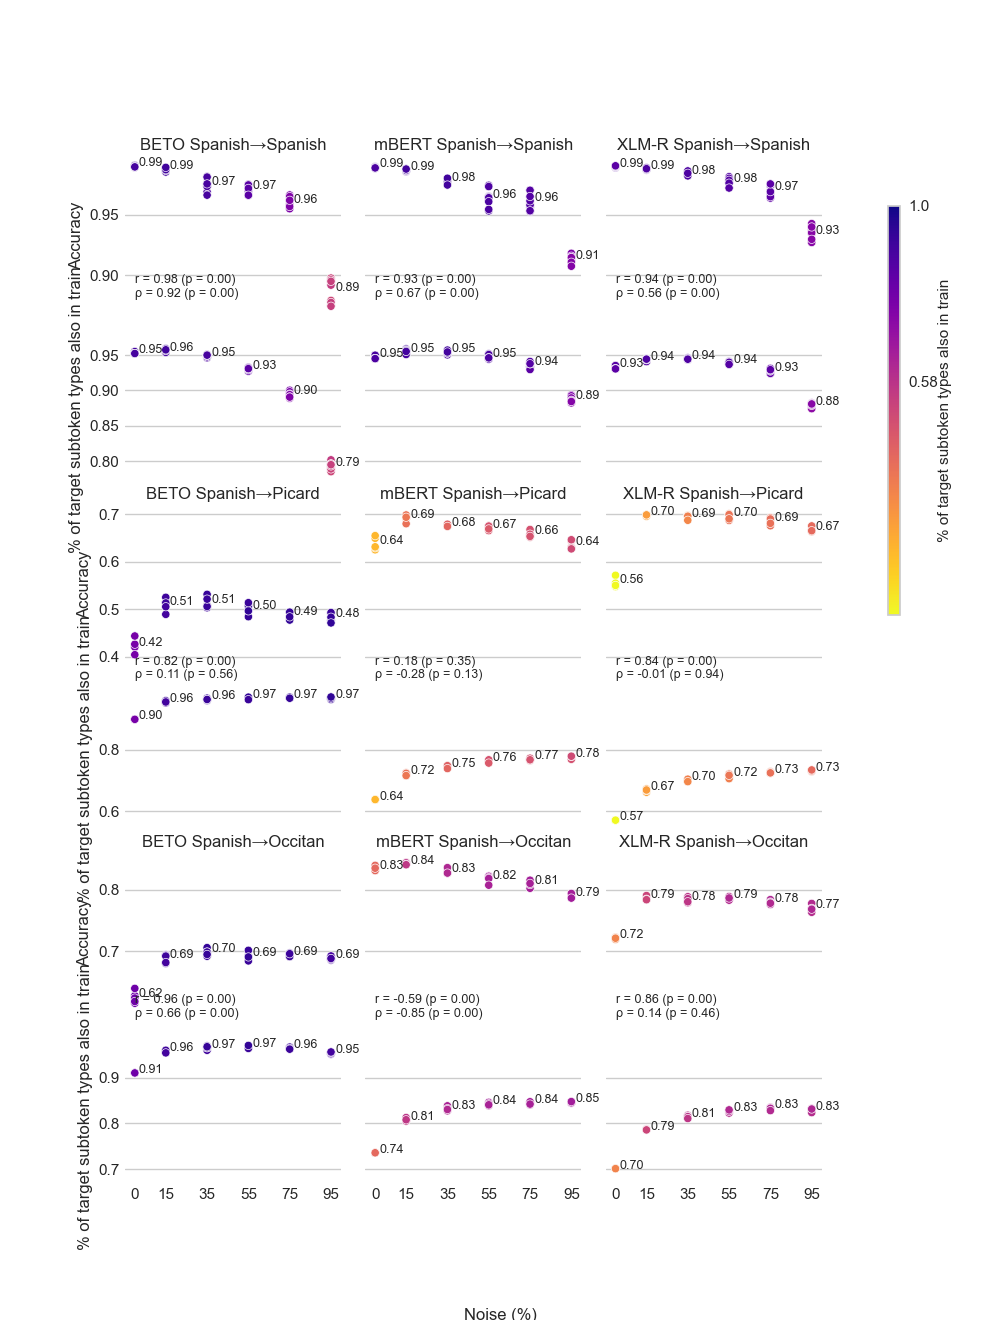 BETO Spanish→Spanish
mBERT Spanish→Spanish
XLM-R Spanish→Spanish
0.99 0.99 0.97 0.97 0.96 0.89
0.99 0.99 0.98 0.96 0.96 0.91
0.99 0.99 0.98 0.98 0.97 0.93
0.95
0.90
Accuracy
r = 0.98 (p = 0.00)
ρ = 0.92 (p = 0.00)
r = 0.93 (p = 0.00)
ρ = 0.67 (p = 0.00)
r = 0.94 (p = 0.00)
ρ = 0.56 (p = 0.00)
0.95 0.96 0.95 0.93 0.90 0.79
0.95 0.95 0.95 0.95 0.94 0.89
0.93 0.94 0.94 0.94 0.93 0.88
0.95
0.90
0.85
0.80
% of target subtoken types also in train
BETO Spanish→Picard
mBERT Spanish→Picard
XLM-R Spanish→Picard
0.42 0.51 0.51 0.50 0.49 0.48
0.64 0.69 0.68 0.67 0.66 0.64
0.56 0.70 0.69 0.70 0.69 0.67
0.7
0.6
0.5
0.4
Accuracy
r = 0.82 (p = 0.00)
ρ = 0.11 (p = 0.56)
r = 0.18 (p = 0.35)
ρ = -0.28 (p = 0.13)
r = 0.84 (p = 0.00)
ρ = -0.01 (p = 0.94)
0.90 0.96 0.96 0.97 0.97 0.97
0.64 0.72 0.75 0.76 0.77 0.78
0.57 0.67 0.70 0.72 0.73 0.73
0.8
0.6
% of target subtoken types also in train
BETO Spanish→Occitan
mBERT Spanish→Occitan
XLM-R Spanish→Occitan
0.62 0.69 0.70 0.69 0.69 0.69
0.83 0.84 0.83 0.82 0.81 0.79
0.72 0.79 0.78 0.79 0.78 0.77
0.8
0.7
Accuracy
r = 0.96 (p = 0.00)
ρ = 0.66 (p = 0.00)
r = -0.59 (p = 0.00)
ρ = -0.85 (p = 0.00)
r = 0.86 (p = 0.00)
ρ = 0.14 (p = 0.46)
0.91 0.96 0.97 0.97 0.96 0.95
0.74 0.81 0.83 0.84 0.84 0.85
0.70 0.79 0.81 0.83 0.83 0.83
0.9
0.8
0.7
% of target subtoken types also in train
0 15 35 55 75 95
0 15 35 55 75 95
0 15 35 55 75 95
Noise (%)
1.0
0.58
% of target subtoken types also in train